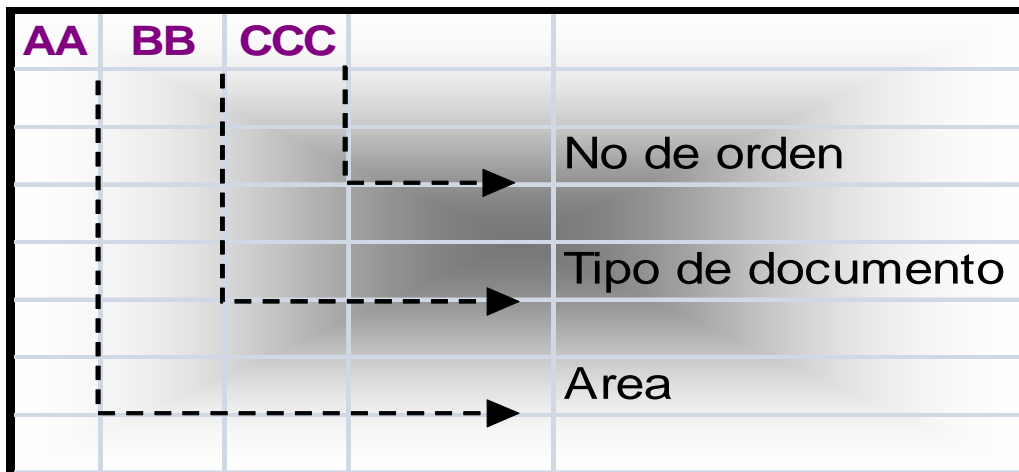 AA BB CCC
No de orden
Tipo de documento
Area